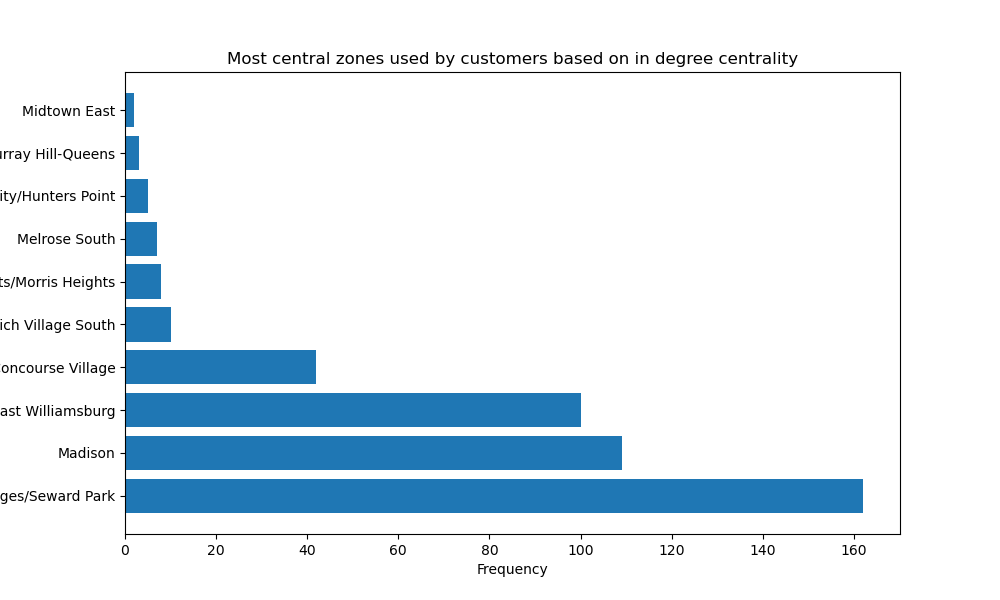 Most central zones used by customers based on in degree centrality
Midtown East
urray Hill-Queens
ity/Hunters Point
Melrose South
ts/Morris Heights
ich Village South
Concourse Village
ast Williamsburg
Madison
ges/Seward Park
0 20 40 60 80 100 120 140 160
Frequency